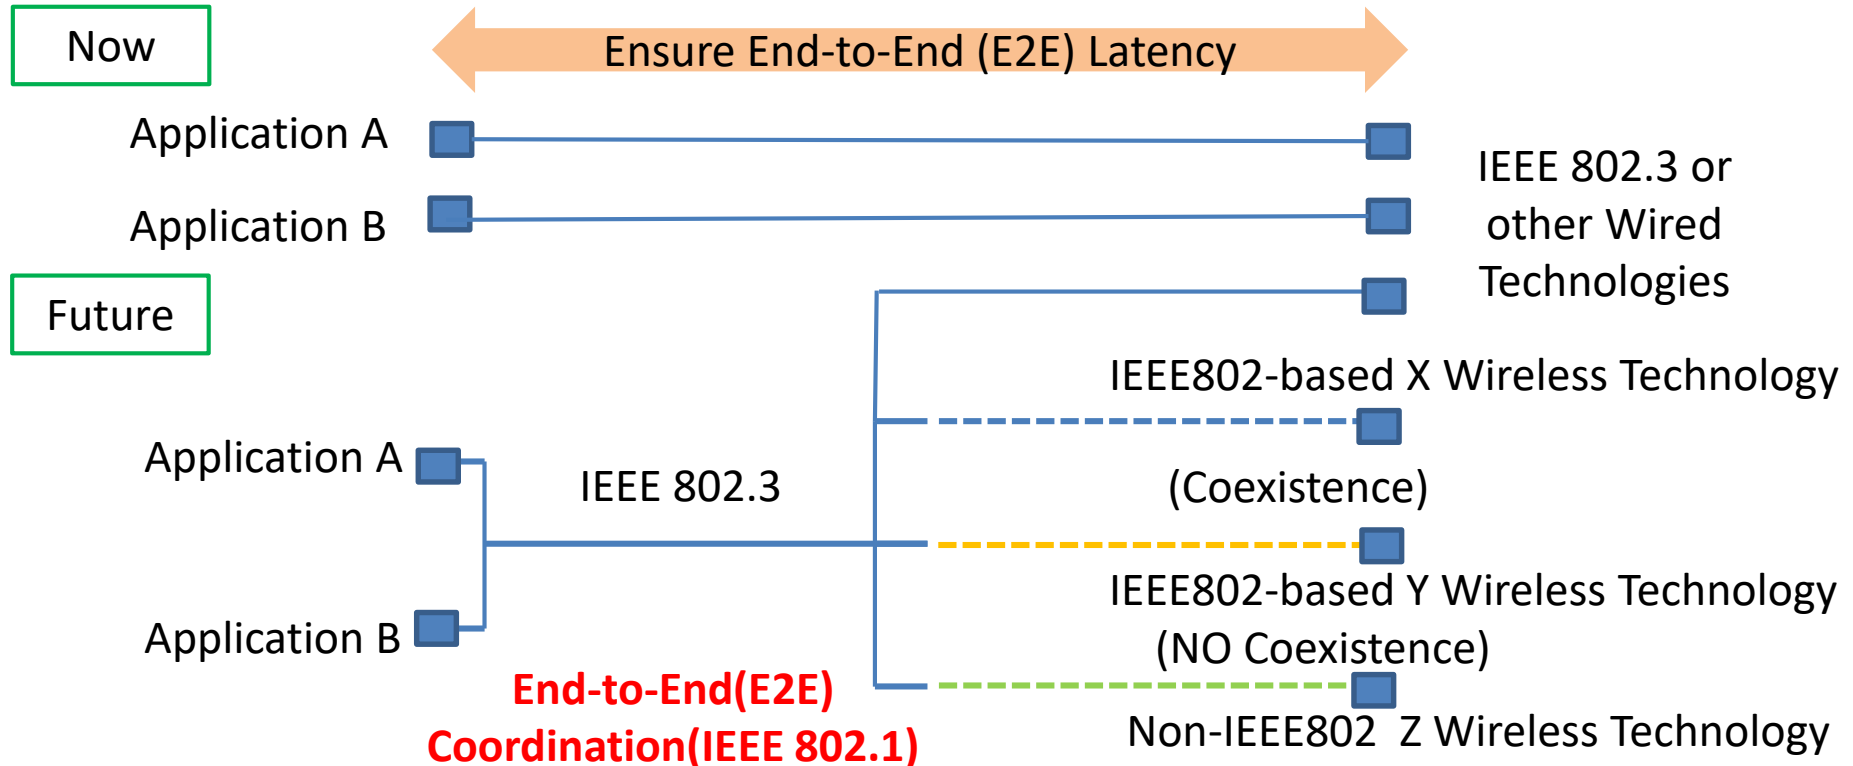 Now
Ensure End-to-End (E2E) Latency
Application A
Application B
IEEE 802.3 or
other Wired
Technologies
Future
IEEE802-based X Wireless Technology
Application A
IEEE 802.3
(Coexistence)
IEEE802-based Y Wireless Technology
Application B
(NO Coexistence)
End-to-End(E2E)
Coordination(IEEE 802.1)
Non-IEEE802 Z Wireless Technology